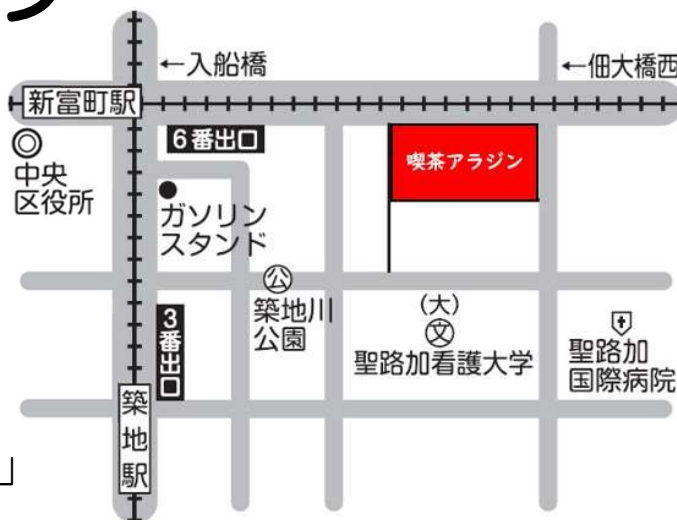 ←入船橋
←佃大橋西
新富町駅
6番出口
中央
区役所
喫茶アラジン
ガソリン
スタンド
公
築地川
公園
(大)
文
聖路加看護大学
聖路加
国際病院
3番出口
築地駅
」